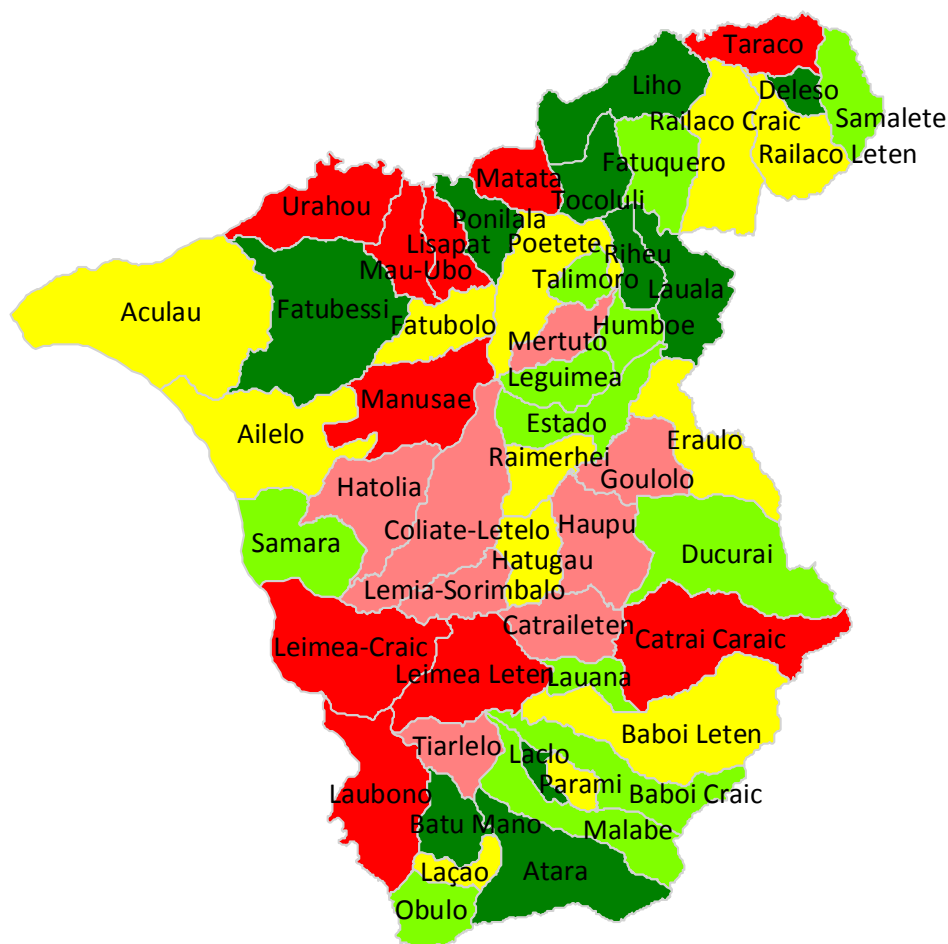 Taraco
Liho
Deleso
Samalete
Railaco Craic
Railaco Leten
Fatuquero
Matata
Tocoluli
Urahou
Ponilala
Lisapat
Poetete
Riheu
Mau-Ubo
Talimoro
Lauala
Aculau
Fatubessi
Fatubolo
Humboe
Mertuto
Leguimea
Manusae
Estado
Ailelo
Eraulo
Raimerhei
Goulolo
Hatolia
Coliate-Letelo
Haupu
Samara
Ducurai
Hatugau
Lemia-Sorimbalo
Catraileten
Catrai Caraic
Leimea-Craic
Leimea Leten
Lauana
Baboi Leten
Tiarlelo
Laclo
Parami
Laubono
Baboi Craic
Batu Mano
Malabe
Laçao
Atara
Obulo